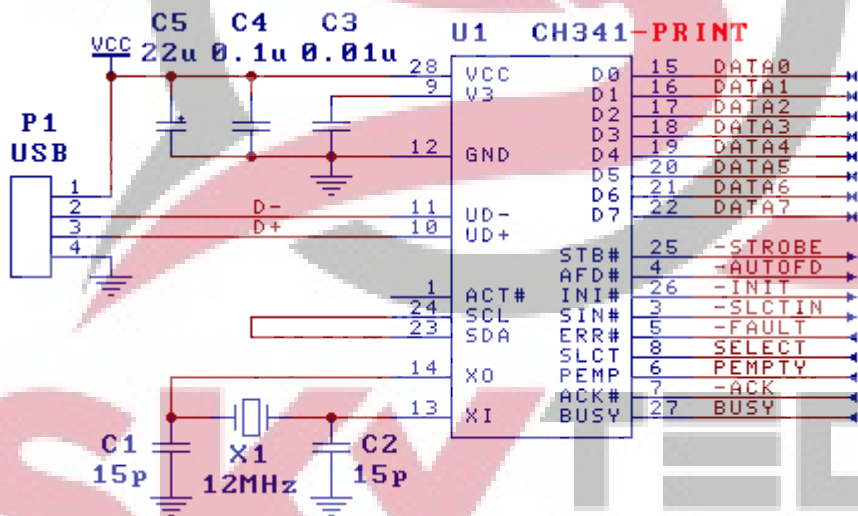 C5 C4 C3 U1 CH341-PRINT
VCC 22u 0.1u 0.01u
28 VCC D0 15 DATA0
9 V3 D1 16 DATA1
D2 17 DATA2
P1 D3 18 DATA3
USB 12 GND D4 19 DATA4
D5 20 DATA5
1 D6 21 DATA6
2 D- 11 UD- D7 22 DATA7
3 D+ 10 UD+
4 STB# 25 -STROBE
AFD# 4 -AUTOFD
1 ACT# INI# 26 -INIT
24 SCL SIN# 3 -SLCTIN
23 SDA ERR# 5 -FAULT
SLCT 8 SELECT
14 XO PEMP 6 PEMPTY
ACK# 7 -ACK
13 XI BUSY 27 BUSY
C1 X1 C2
15p 12MHz 15p
SKYTE